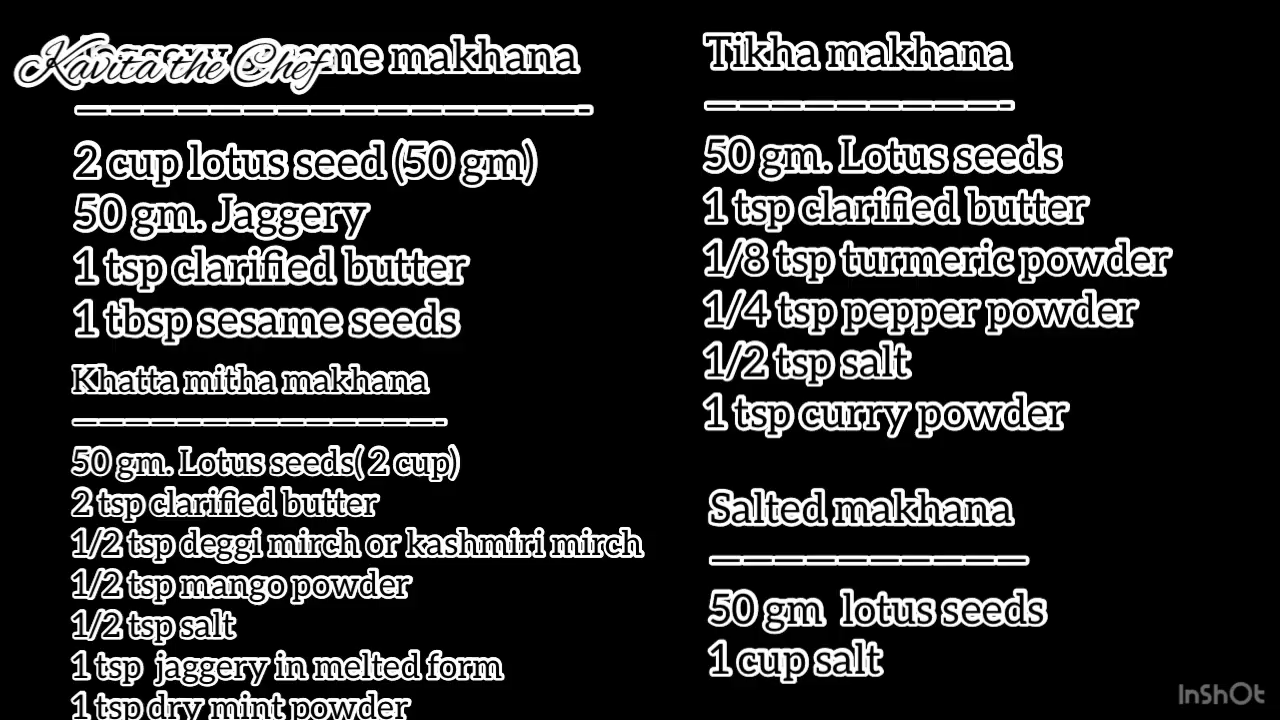 Kavita the Chef
makhana
————————————————-
2 cup lotus seed (50 gm)
50 gm. Jaggery
1 tsp clarified butter
1 tbsp sesame seeds
Khatta mitha makhana
———————————————-
50 gm. Lotus seeds( 2 cup)
2 tsp clarified butter
1/2 tsp deggi mirch or kashmiri mirch
1/2 tsp mango powder
1/2 tsp salt
1 tsp  jaggery in melted form
1 tsp dry mint powder
Tikha makhana
—————————-
50 gm. Lotus seeds
1 tsp clarified butter
1/8 tsp turmeric powder
1/4 tsp pepper powder
1/2 tsp salt
1 tsp curry powder
Salted makhana
——————————
50 gm  lotus seeds
1 cup salt
InShOt